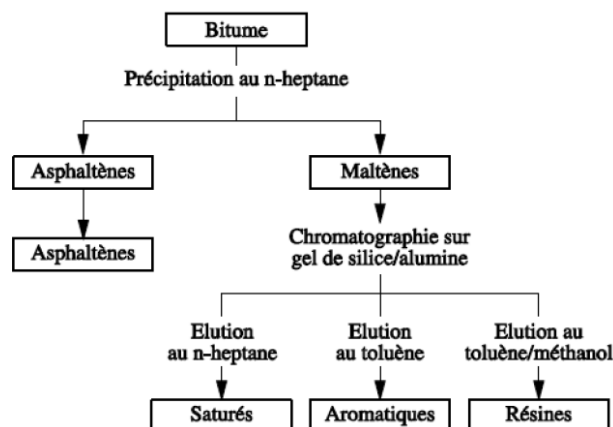 Bitume
Précipitation au n-heptane
Asphaltènes
Maltènes
Asphaltènes
Chromatographie sur
gel de silice/alumine
Elution
au n-heptane
Elution
au toluène
Elution au
toluène/méthanol
Saturés
Aromatiques
Résines